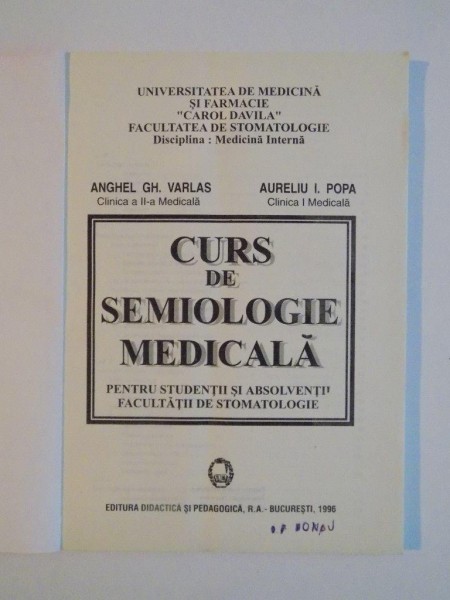 UNIVERSITATEA DE MEDICINĂ
ŞI FARMACIE
"CAROL DAVILA"
FACULTATEA DE STOMATOLOGIE
Disciplina : Medicină Internă
ANGHEL GH. VARLAS AURELIU I. POPA
Clinica a II-a Medicală Clinica I Medicală
CURS
DE
SEMIOLOGIE
MEDICALĂ
PENTRU STUDENŢII ŞI ABSOLVENŢII
FACULTĂŢII DE STOMATOLOGIE
EDITURA DIDACTICĂ ŞI PEDAGOGICĂ, R.A.- BUCUREŞTI, 1996